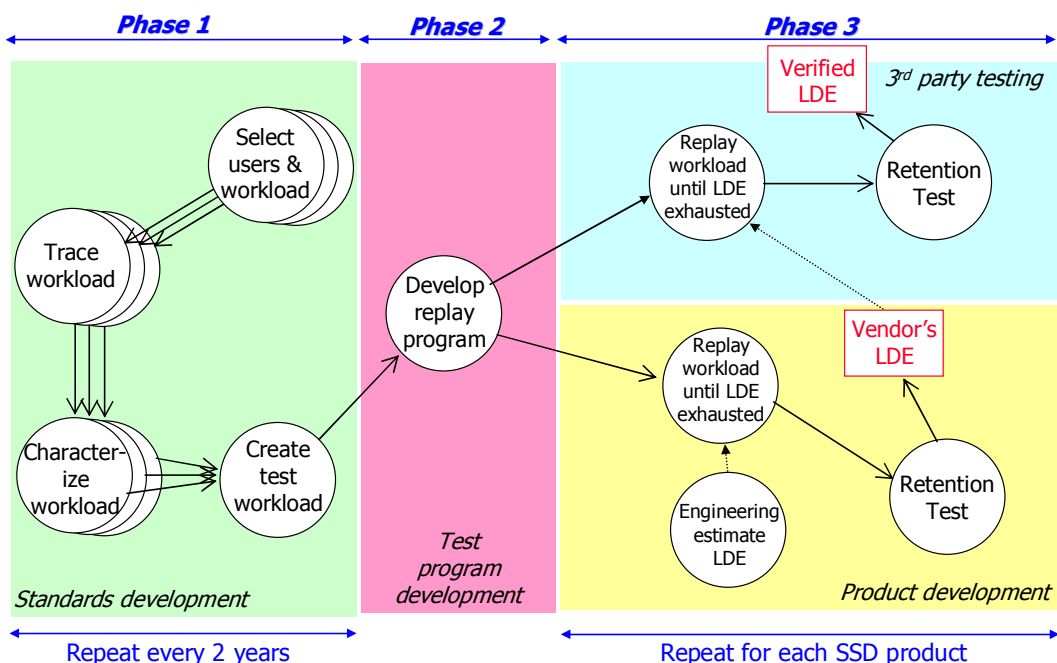 Phase 1
Phase 2
Phase 3
Select
users &
workload
Trace
workload
Character-
ize
workload
Create
test
workload
Standards development
Repeat every 2 years
Develop
replay
program
Test
program
development
Verified
LDE
3rd party testing
Replay
workload
until LDE
exhausted
Retention
Test
Vendor's
LDE
Replay
workload
until LDE
exhausted
Engineering
estimate
LDE
Retention
Test
Product development
Repeat for each SSD product